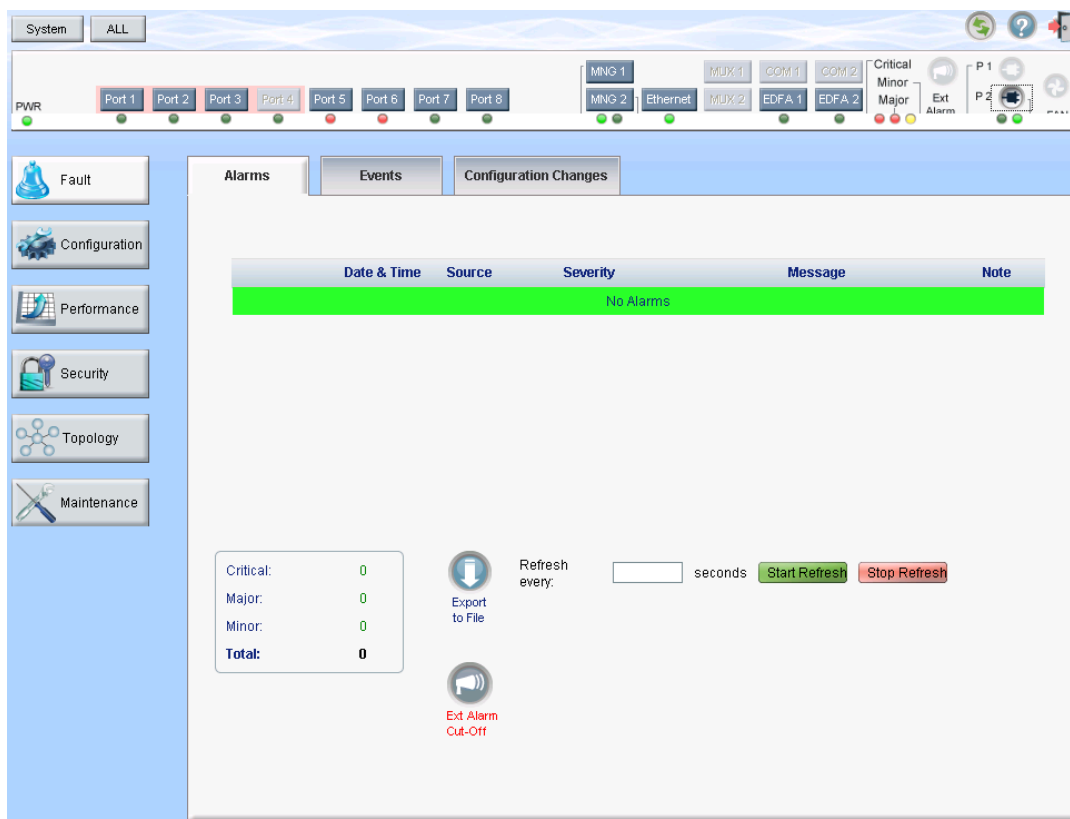 System ALL
PWR Port 1 Port 2 Port 3 Port 4 Port 5 Port 6 Port 7 Port 8
MNG 1 MUX 1 COM 1 COM 2
MNG 2 Ethernet MUX 2 EDFA 1 EDFA 2
Critical
Minor
Major
Ext
Alarm
P 1
P 2
FAN
Fault
Configuration
Performance
Security
Topology
Maintenance
Alarms Events Configuration Changes
Date & Time Source Severity Message Note
No Alarms
Critical: 0
Major: 0
Minor: 0
Total: 0
Export
to File
Ext Alarm
Cut-Off
Refresh
every:
seconds Start Refresh Stop Refresh